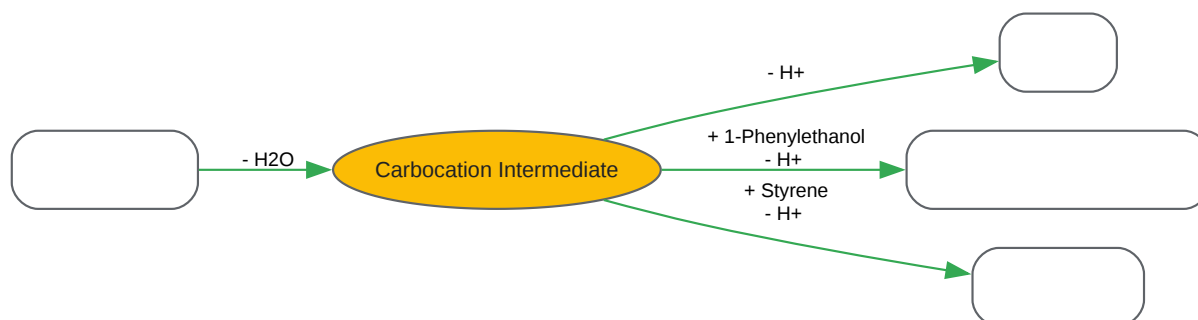 - H+
+ 1-Phenylethanol
- H+
- H2O
Carbocation Intermediate
+ Styrene
- H+